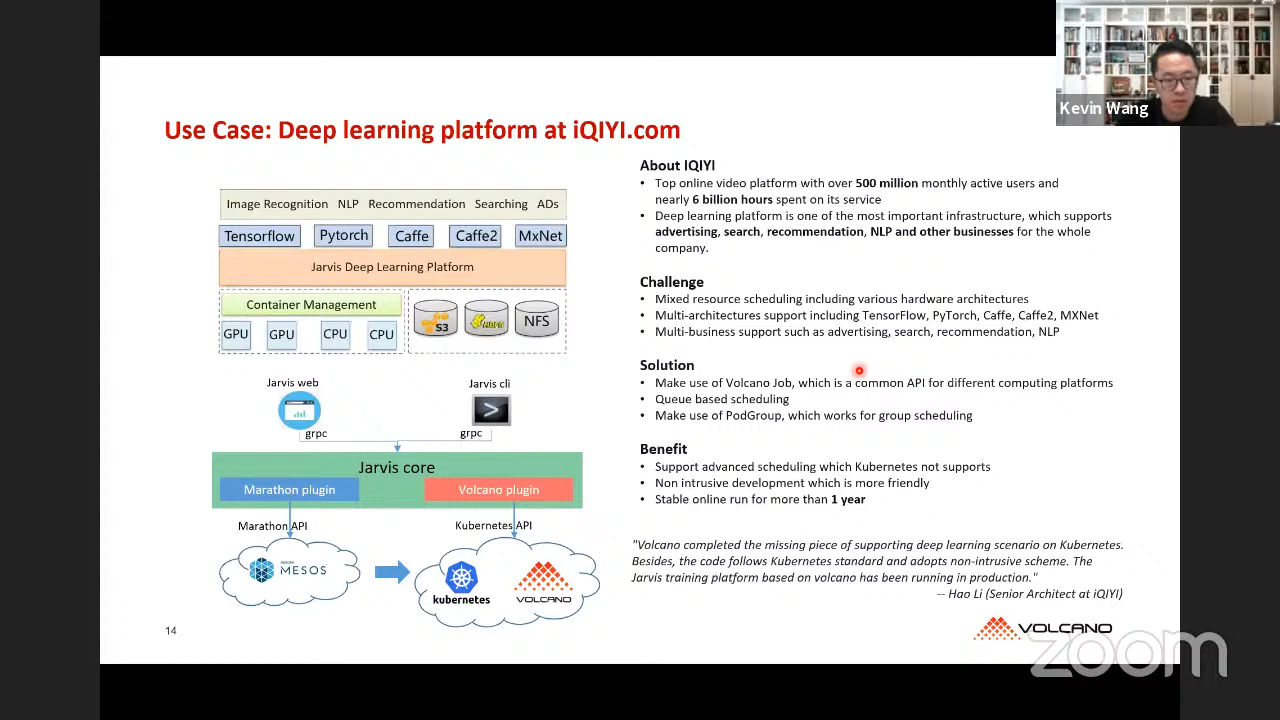 Kevin Wang
Use Case: Deep learning platform at iQIYI.com
Image Recognition NLP Recommendation Searching ADs
Tensorflow Pytorch Caffe Caffe2 MxNet
Jarvis Deep Learning Platform
Container Management
GPU GPU CPU CPU
S3 HDFS NFS
Jarvis web Jarvis cli
grpc grpc
Jarvis core
Marathon plugin Volcano plugin
Marathon API Kubernetes API
MESOS
kubernetes VOLCANO
14
About IQIYI
• Top online video platform with over 500 million monthly active users and
nearly 6 billion hours spent on its service
• Deep learning platform is one of the most important infrastructure, which supports
advertising, search, recommendation, NLP and other businesses for the whole
company.
Challenge
• Mixed resource scheduling including various hardware architectures
• Multi-architectures support including TensorFlow, PyTorch, Caffe, Caffe2, MXNet
• Multi-business support such as advertising, search, recommendation, NLP
Solution
• Make use of Volcano Job, which is a common API for different computing platforms
• Queue based scheduling
• Make use of PodGroup, which works for group scheduling
Benefit
• Support advanced scheduling which Kubernetes not supports
• Non intrusive development which is more friendly
• Stable online run for more than 1 year
"Volcano completed the missing piece of supporting deep learning scenario on Kubernetes.
Besides, the code follows Kubernetes standard and adopts non-intrusive scheme. The
Jarvis training platform based on volcano has been running in production."
-- Hao Li (Senior Architect at iQIYI)
VOLCANO
zoom